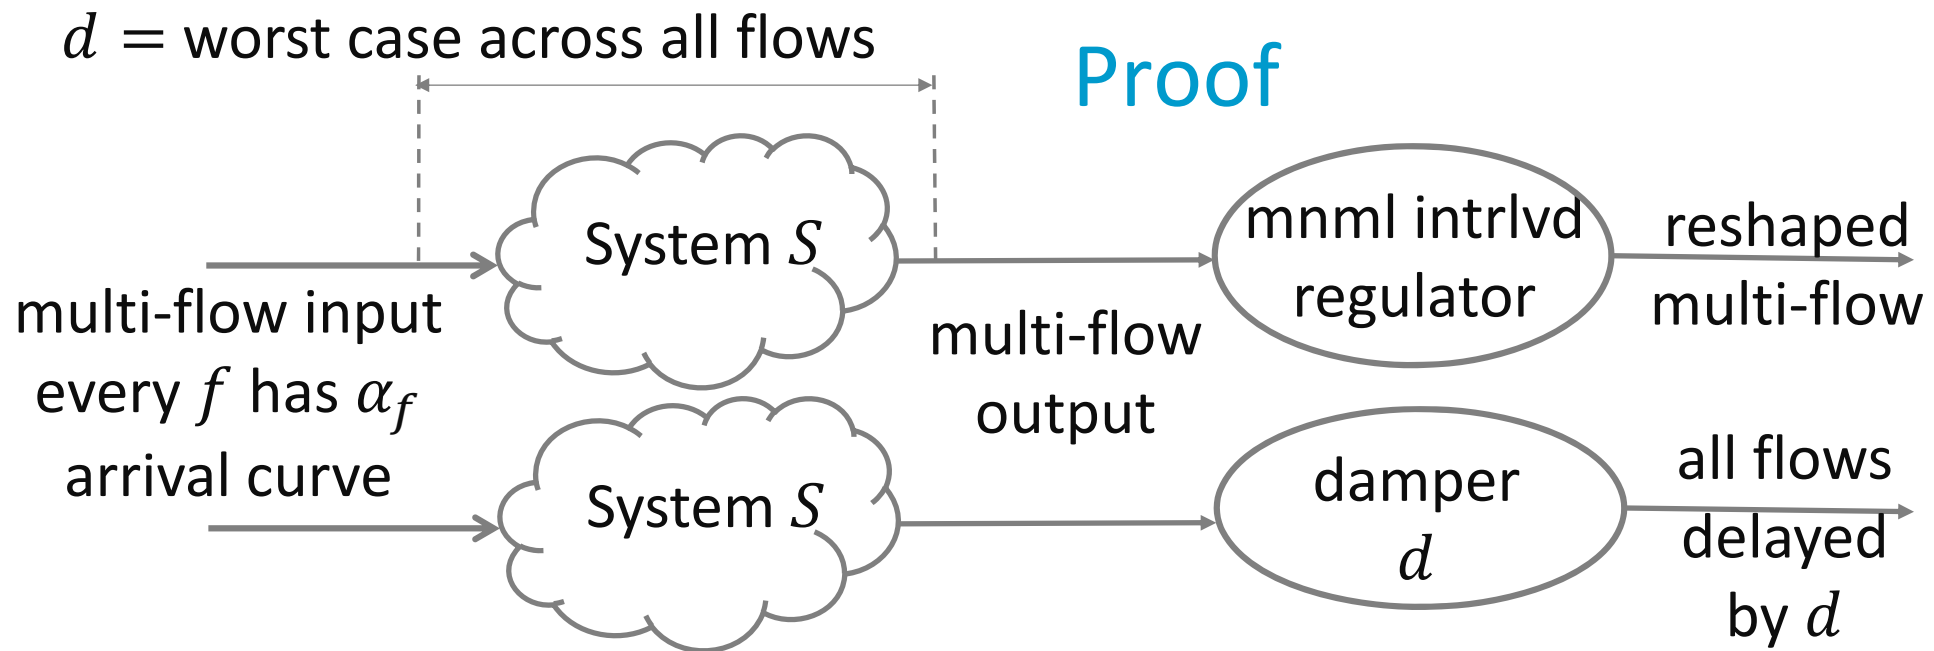 d = worst case across all flows
Proof
System S
mnml intrlvd
regulator
reshaped
multi-flow
multi-flow input
every f has α_f
arrival curve
multi-flow
output
System S
damper
d
all flows
delayed
by d